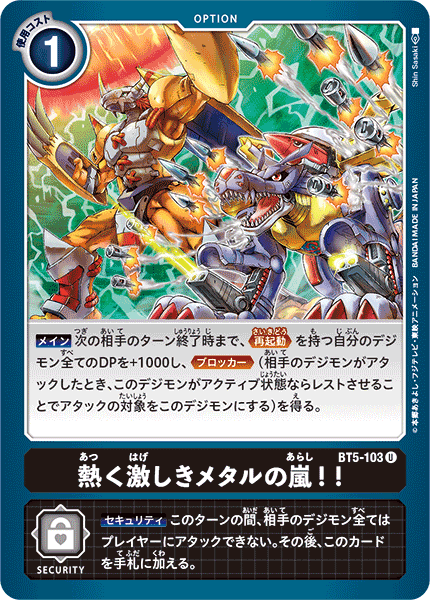 OPTION
使用コスト
1
Shin Sasaki
©本郷あきよし・フジテレビ・東映アニメーション BANDAI MADE IN JAPAN
メイン 次の相手のターン終了時まで、再起動を持つ自分のデジ
モン全てのDPを+1000し、ブロッカー(相手のデジモンがアタ
ックしたとき、このデジモンがアクティブ状態ならレストさせるこ
とでアタックの対象をこのデジモンにする)を得る。
BT5-103 U
熱く激しきメタルの嵐!!
セキュリティ このターンの間、相手のデジモン全ては
プレイヤーにアタックできない。その後、このカード
を手札に加える。
SECURITY